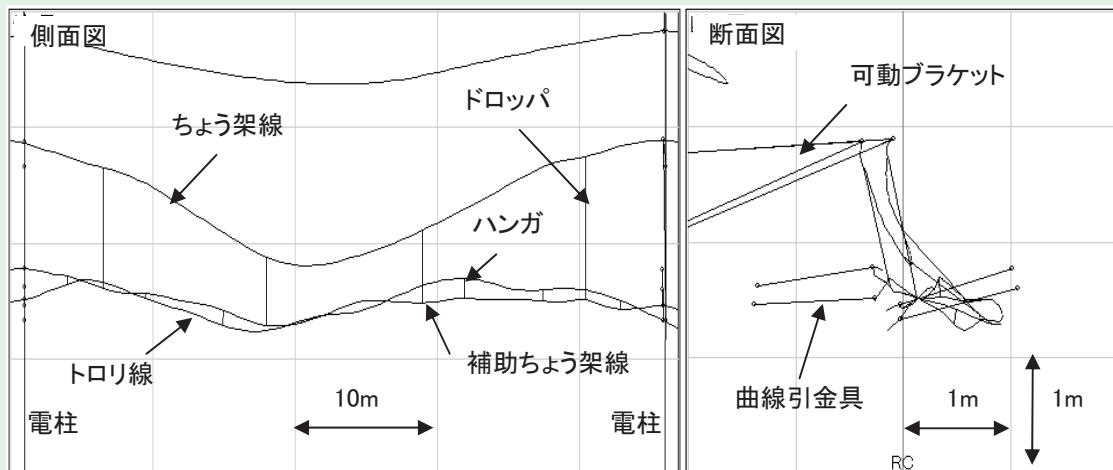 側面図
ちょう架線
ドロッパ
ハンガ
トロリ線
補助ちょう架線
10m
電柱
電柱
断面図
可動ブラケット
曲線引金具
1m
1m
RC